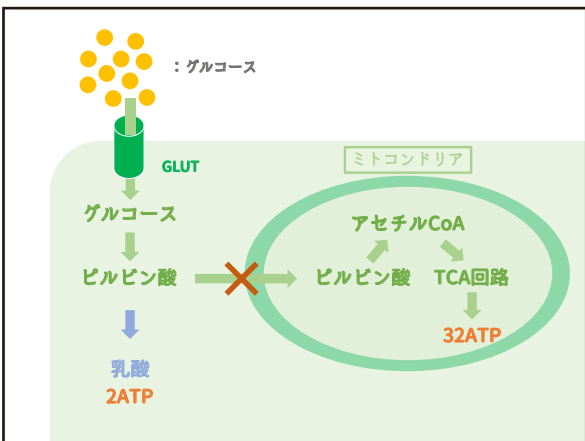 ：グルコース
GLUT
ミトコンドリア
グルコース
アセチルCoA
ピルビン酸
ピルビン酸
TCA回路
32ATP
乳酸
2ATP